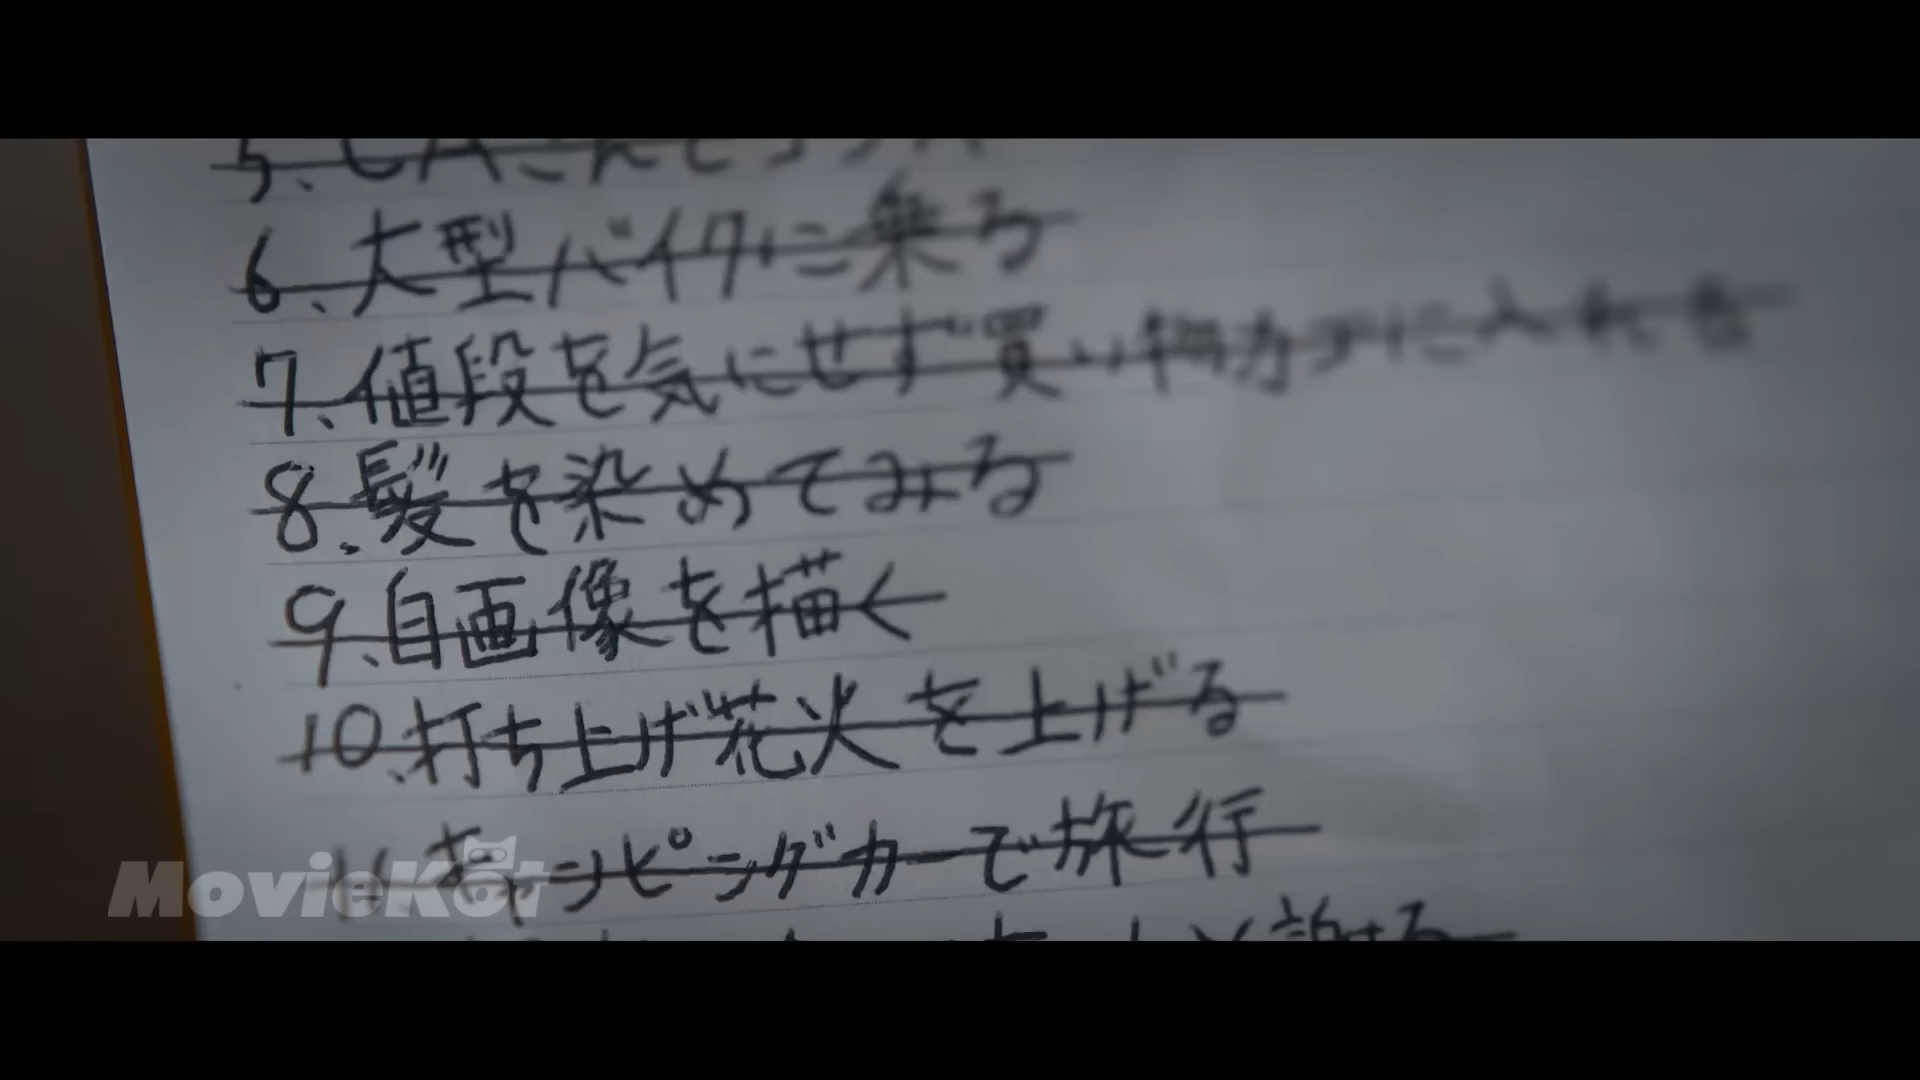 6、大型バイクに乗る
7、値段を気にせず買い物カゴに入れる
8、髪を染めてみる
9、自画像を描く
10、打ち上げ花火を上げる
11、キャンピングカーで旅行
MovieKot